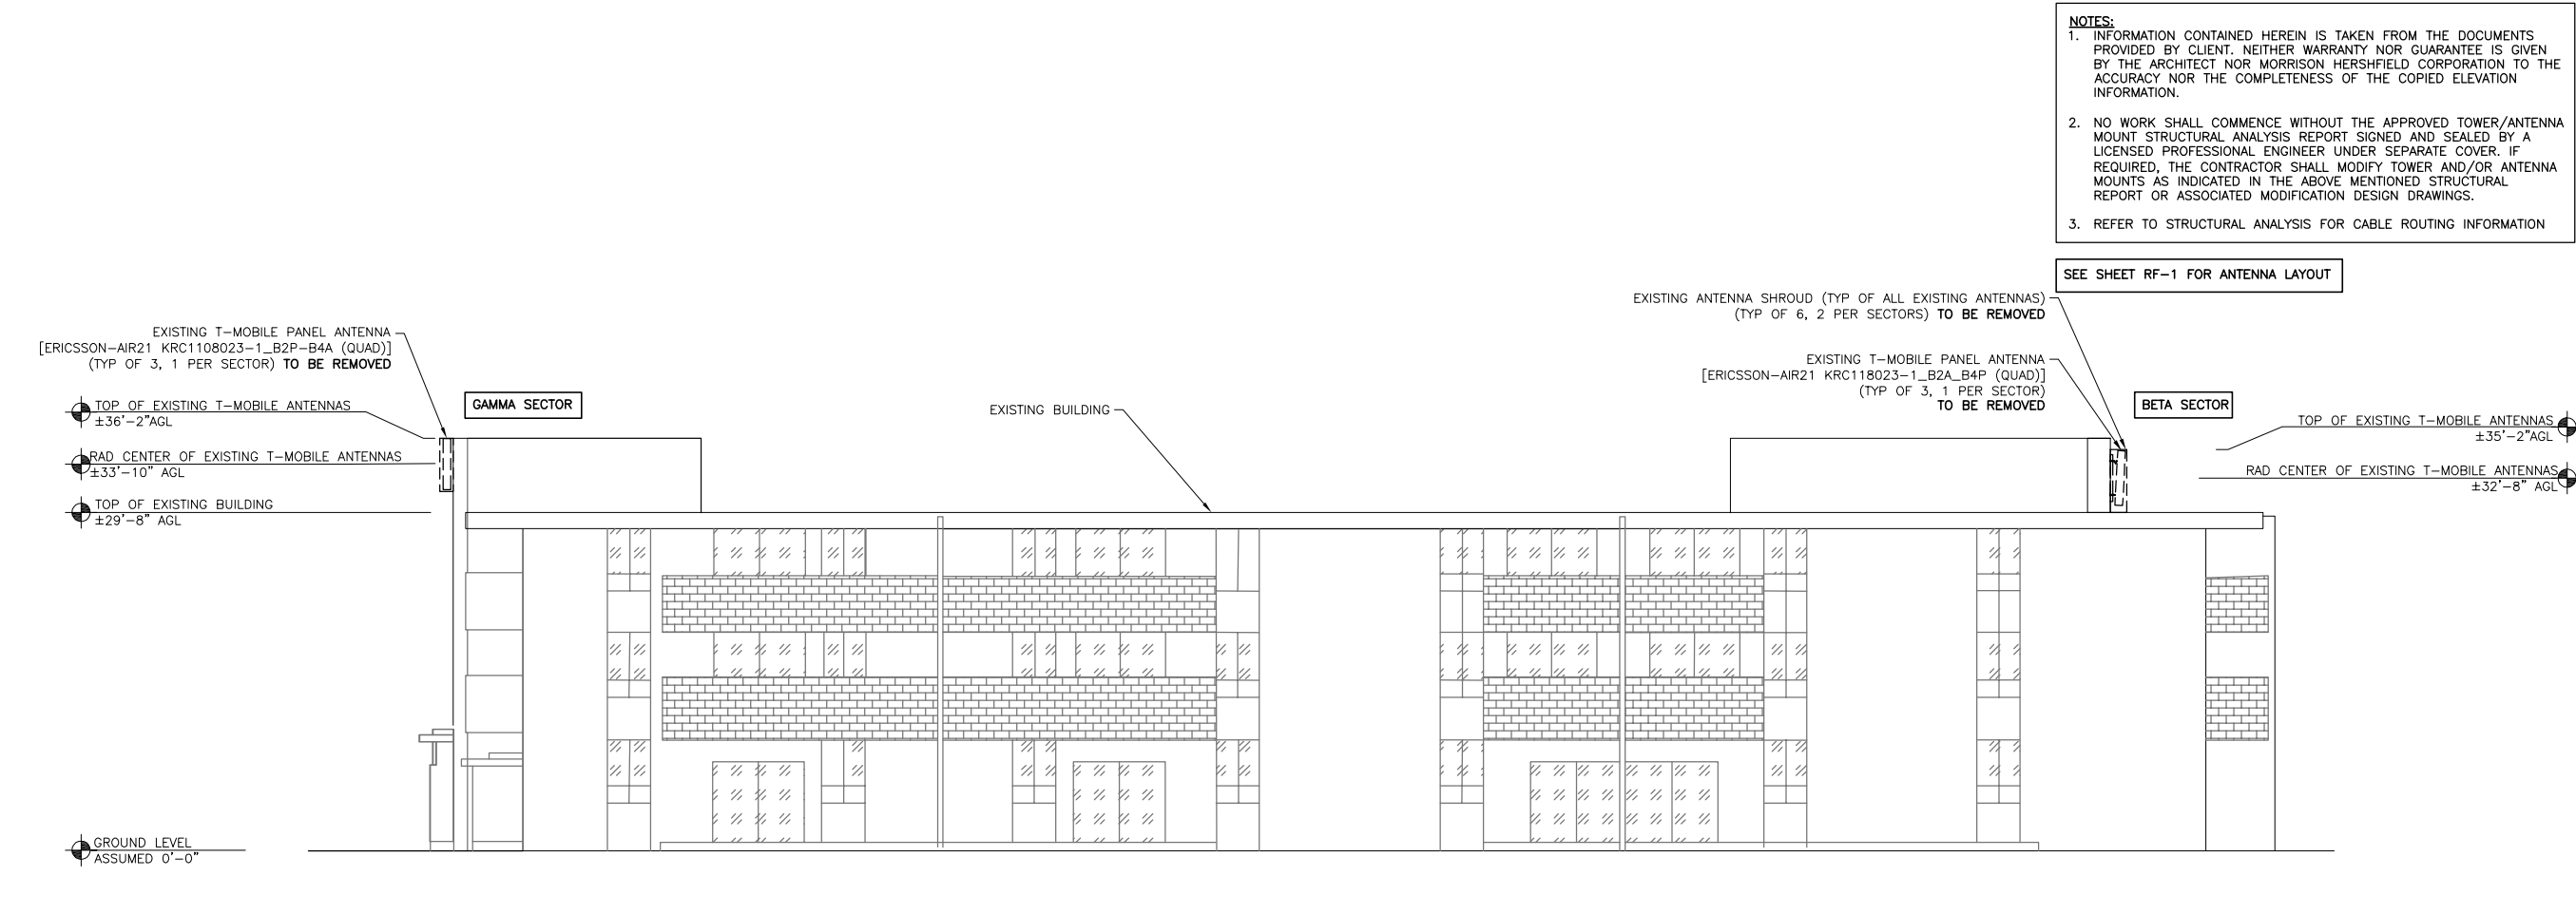 NOTES:
1. INFORMATION CONTAINED HEREIN IS TAKEN FROM THE DOCUMENTS
PROVIDED BY CLIENT. NEITHER WARRANTY NOR GUARANTEE IS GIVEN
BY THE ARCHITECT NOR MORRISON HERSHFIELD CORPORATION TO THE
ACCURACY NOR THE COMPLETENESS OF THE COPIED ELEVATION
INFORMATION.
2. NO WORK SHALL COMMENCE WITHOUT THE APPROVED TOWER/ANTENNA
MOUNT STRUCTURAL ANALYSIS REPORT SIGNED AND SEALED BY A
LICENSED PROFESSIONAL ENGINEER UNDER SEPARATE COVER. IF
REQUIRED, THE CONTRACTOR SHALL MODIFY TOWER AND/OR ANTENNA
MOUNTS AS INDICATED IN THE ABOVE MENTIONED STRUCTURAL
REPORT OR ASSOCIATED MODIFICATION DESIGN DRAWINGS.
3. REFER TO STRUCTURAL ANALYSIS FOR CABLE ROUTING INFORMATION
SEE SHEET RF-1 FOR ANTENNA LAYOUT
EXISTING ANTENNA SHROUD (TYP OF ALL EXISTING ANTENNAS)
(TYP OF 6, 2 PER SECTORS) TO BE REMOVED
EXISTING T-MOBILE PANEL ANTENNA
[ERICSSON-AIR21 KRC1108023-1_B2P-B4A (QUAD)]
(TYP OF 3, 1 PER SECTOR) TO BE REMOVED
EXISTING T-MOBILE PANEL ANTENNA
[ERICSSON-AIR21 KRC118023-1_B2A_B4P (QUAD)]
(TYP OF 3, 1 PER SECTOR)
TO BE REMOVED
GAMMA SECTOR
EXISTING BUILDING
BETA SECTOR
TOP OF EXISTING T-MOBILE ANTENNAS
±36'-2"AGL
RAD CENTER OF EXISTING T-MOBILE ANTENNAS
±33'-10" AGL
TOP OF EXISTING BUILDING
±29'-8" AGL
TOP OF EXISTING T-MOBILE ANTENNAS
±35'-2"AGL
RAD CENTER OF EXISTING T-MOBILE ANTENNAS
±32'-8" AGL
GROUND LEVEL
ASSUMED 0'-0"